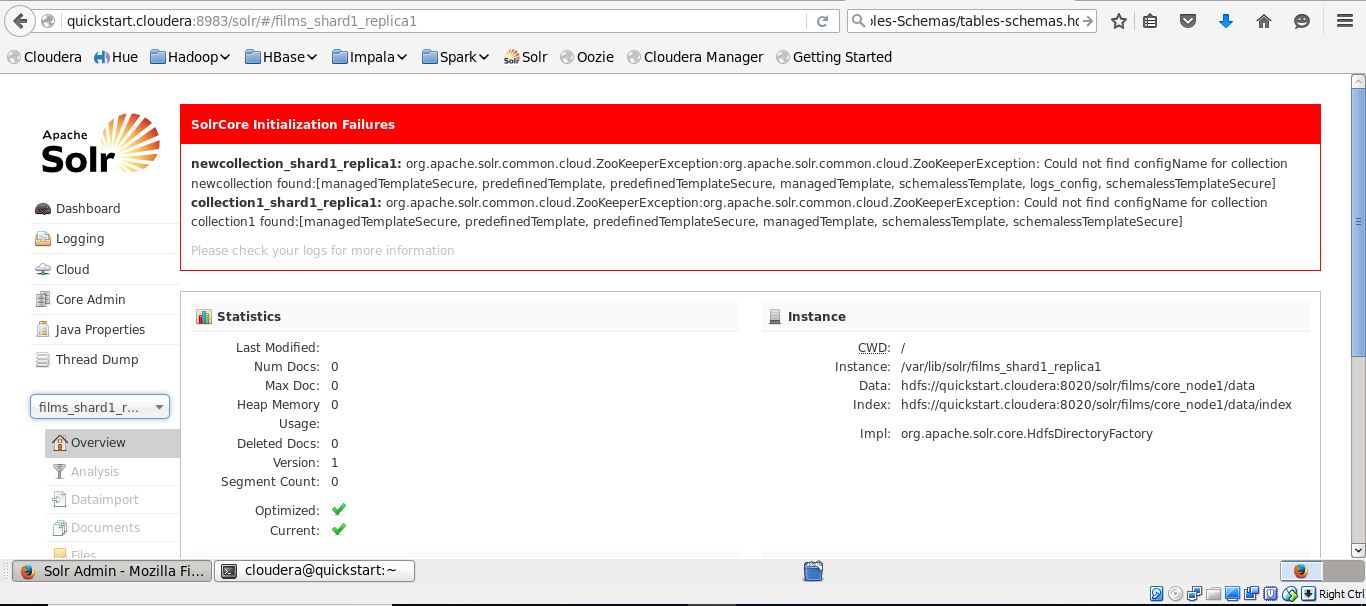 quickstart.cloudera:8983/solr/#/films_shard1_replica1
les-Schemas/tables-schemas.hc
Cloudera Hue Hadoop HBase Impala Spark Solr Oozie Cloudera Manager Getting Started
Apache
Solr
SolrCore Initialization Failures
newcollection_shard1_replica1: org.apache.solr.common.cloud.ZooKeeperException:org.apache.solr.common.cloud.ZooKeeperException: Could not find configName for collection
newcollection found:[managedTemplateSecure, predefinedTemplate, predefinedTemplateSecure, managedTemplate, schemalessTemplate, logs_config, schemalessTemplateSecure]
collection1_shard1_replica1: org.apache.solr.common.cloud.ZooKeeperException:org.apache.solr.common.cloud.ZooKeeperException: Could not find configName for collection
collection1 found:[managedTemplateSecure, predefinedTemplate, predefinedTemplateSecure, managedTemplate, schemalessTemplate, schemalessTemplateSecure]
Please check your logs for more information
Dashboard
Logging
Cloud
Core Admin
Java Properties
Thread Dump
films_shard1_r...
Overview
Analysis
Dataimport
Documents
Files
Statistics
Last Modified:
Num Docs: 0
Max Doc: 0
Heap Memory 0
Usage:
Deleted Docs: 0
Version: 1
Segment Count: 0
Optimized:
Current:
Instance
CWD: /
Instance: /var/lib/solr/films_shard1_replica1
Data: hdfs://quickstart.cloudera:8020/solr/films/core_node1/data
Index: hdfs://quickstart.cloudera:8020/solr/films/core_node1/data/index
Impl: org.apache.solr.core.HdfsDirectoryFactory
Solr Admin - Mozilla Fi... cloudera@quickstart:~
Right Ctrl